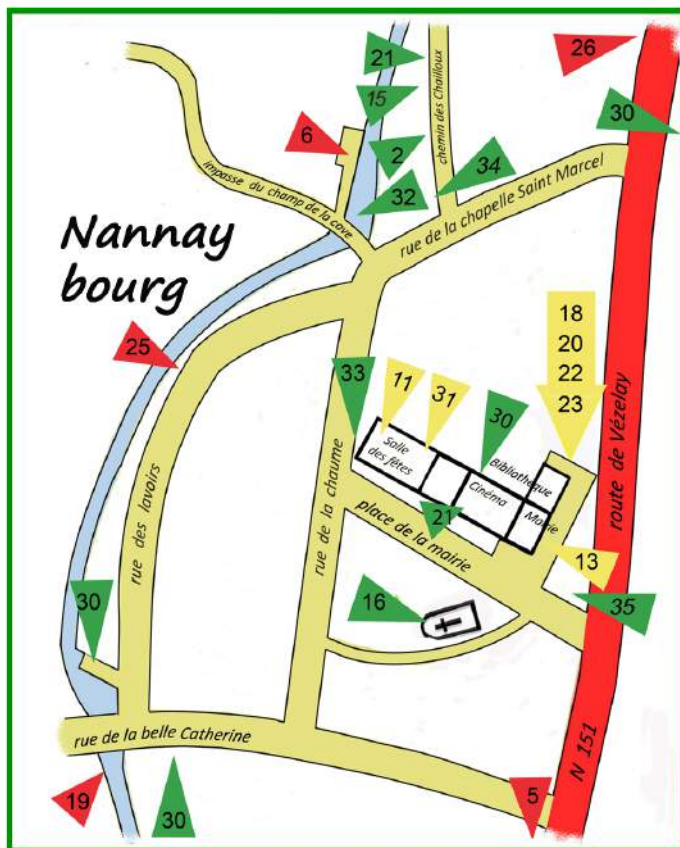 26
21
15
30
6
2
34
32
chemin des Chailloux
impasse du champ de la cave
rue de la chapelle Saint Marcel
Nannay
bourg
18
20
22
23
25
33
11
31
30
Salle
des fêtes
Bibliothèque
Cinéma
Mairie
21
route de Vézelay
rue des lavoirs
rue de la chaume
place de la mairie
13
30
16
35
rue de la belle Catherine
N 151
19
30
5